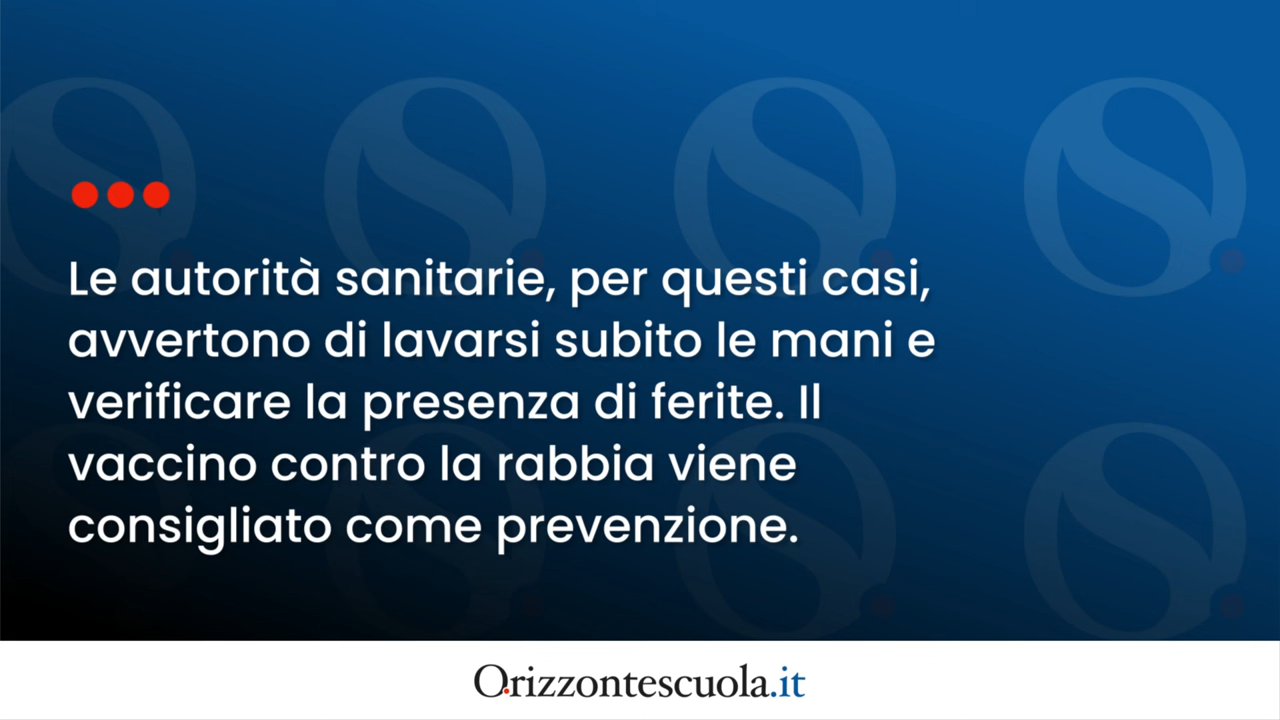 Le autorità sanitarie, per questi casi,
avvertono di lavarsi subito le mani e
verificare la presenza di ferite. Il
vaccino contro la rabbia viene
consigliato come prevenzione.
Orizzontescuola.it